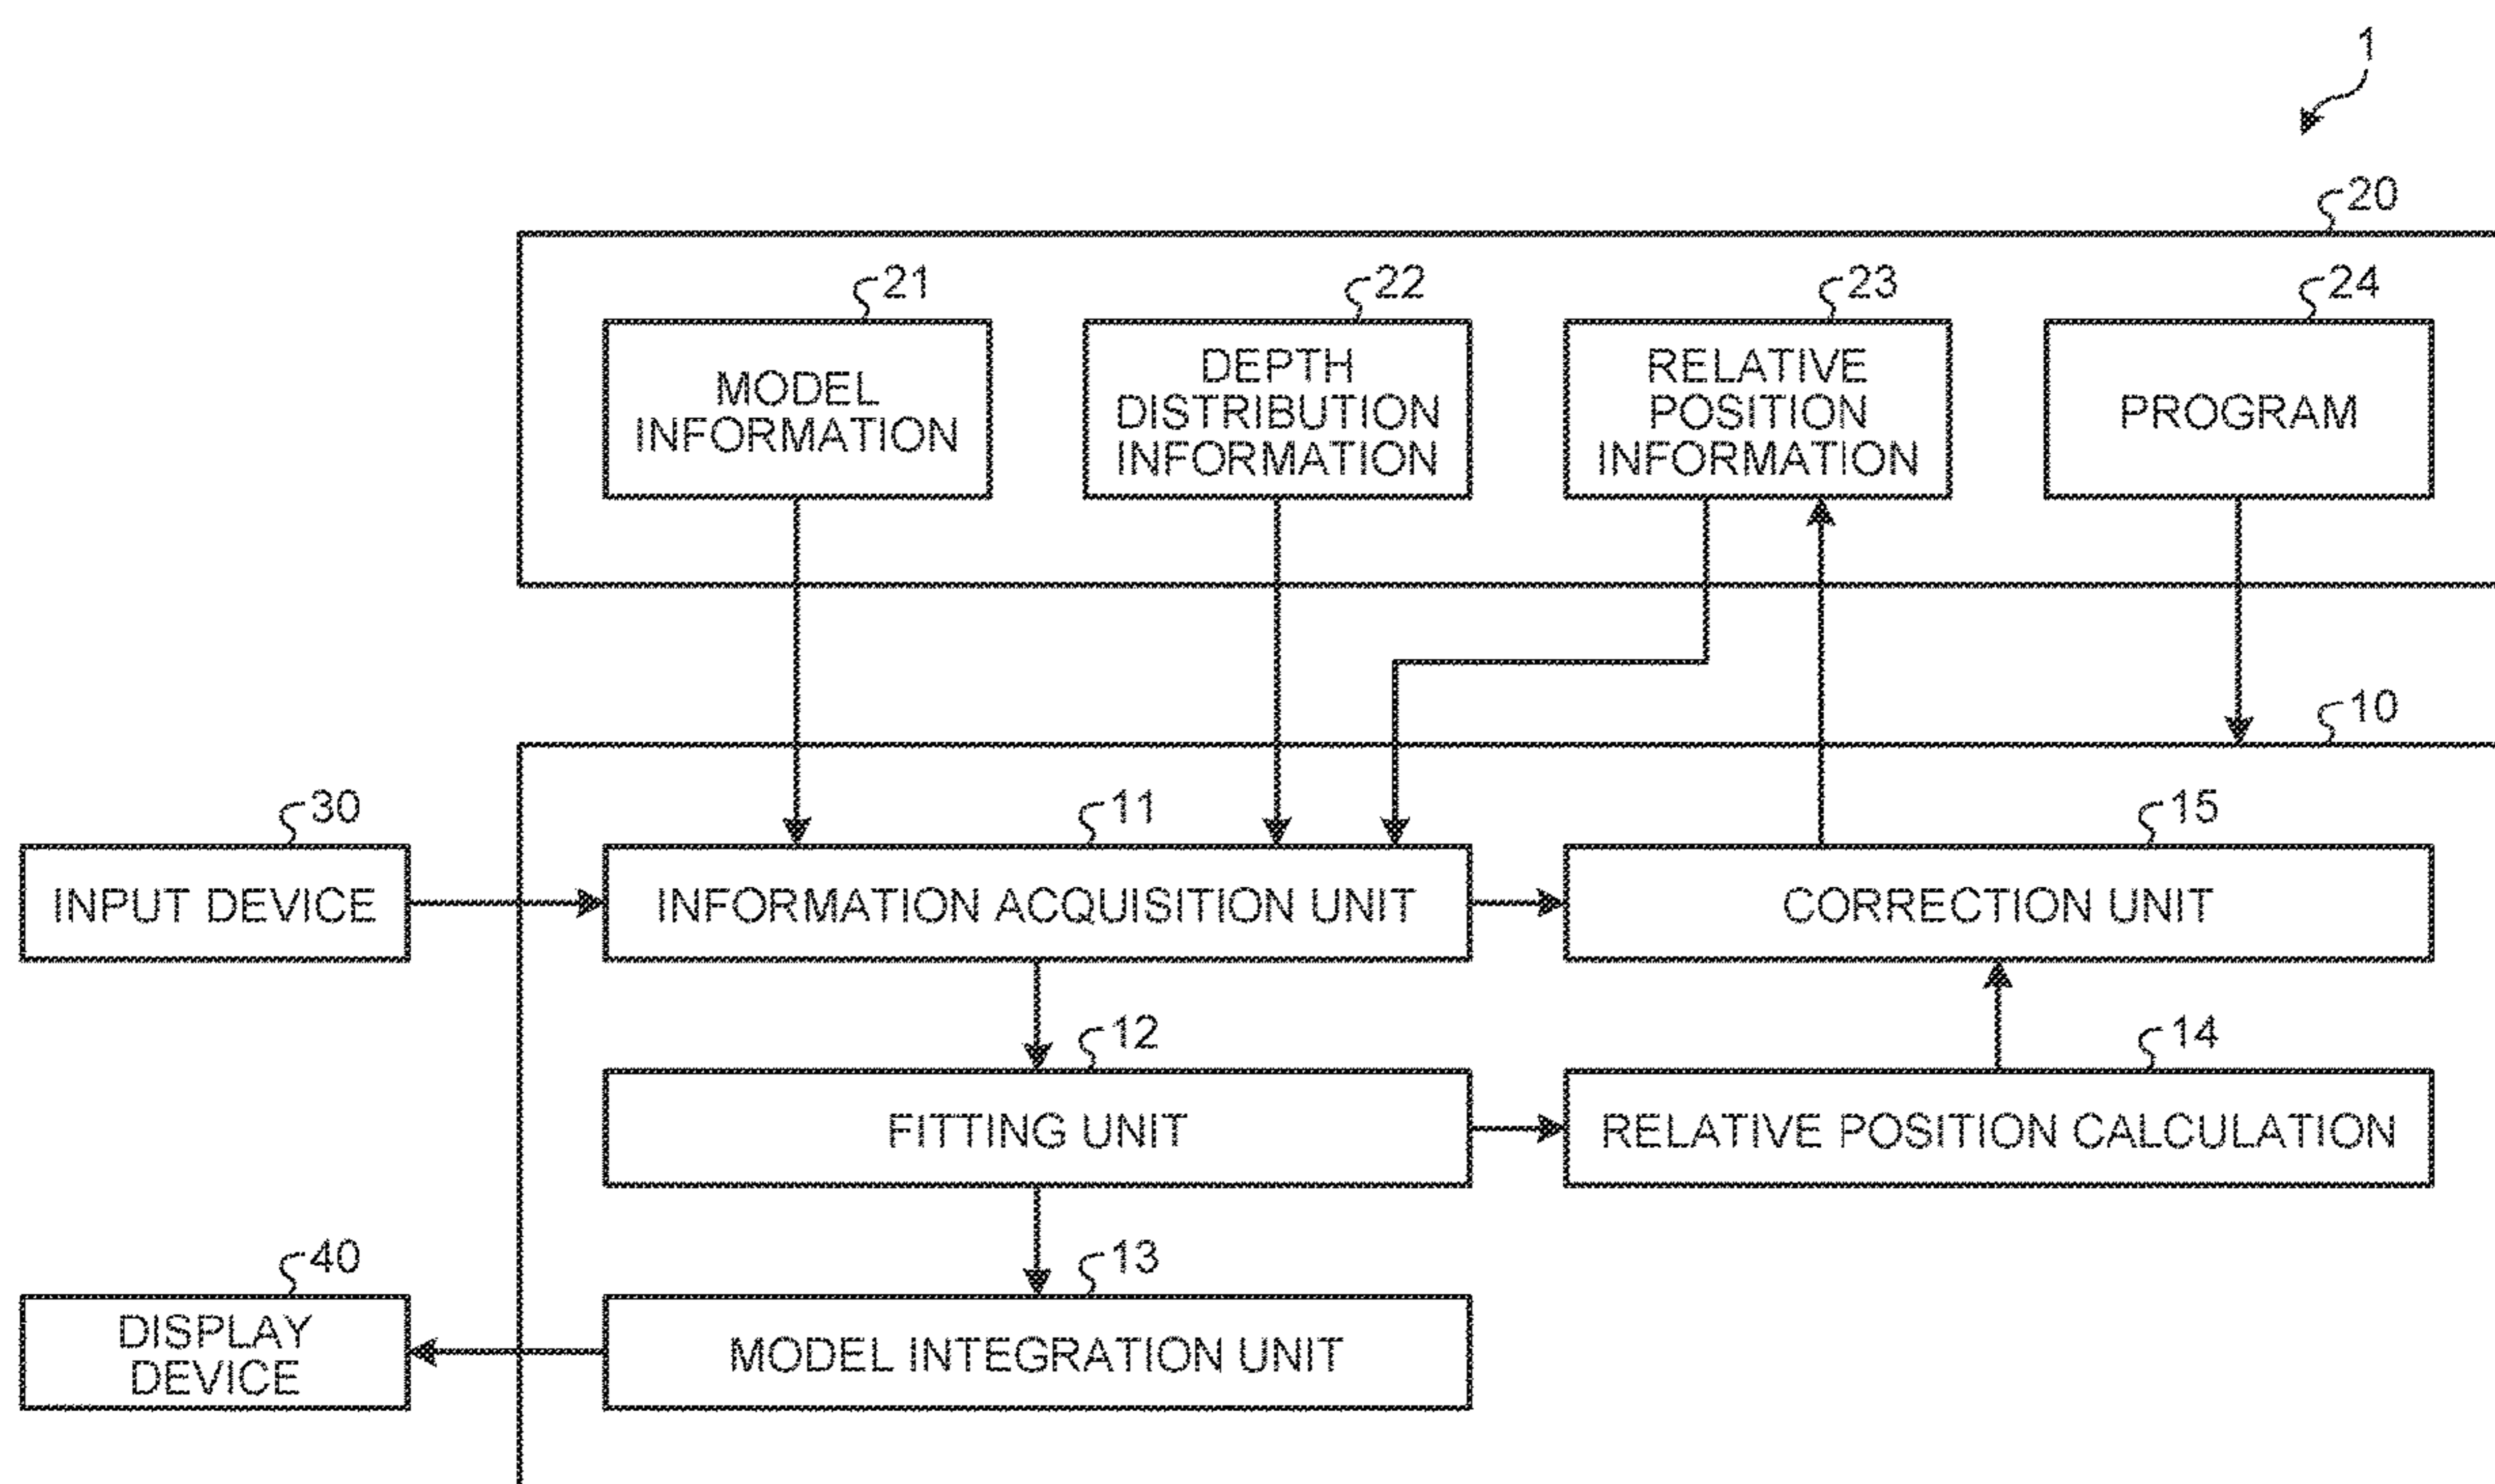 1
20
21
22
23
24
MODEL
INFORMATION
DEPTH
DISTRIBUTION
INFORMATION
RELATIVE
POSITION
INFORMATION
PROGRAM
10
30
11
15
INPUT DEVICE
INFORMATION ACQUISITION UNIT
CORRECTION UNIT
12
14
FITTING UNIT
RELATIVE POSITION CALCULATION
40
13
DISPLAY
DEVICE
MODEL INTEGRATION UNIT